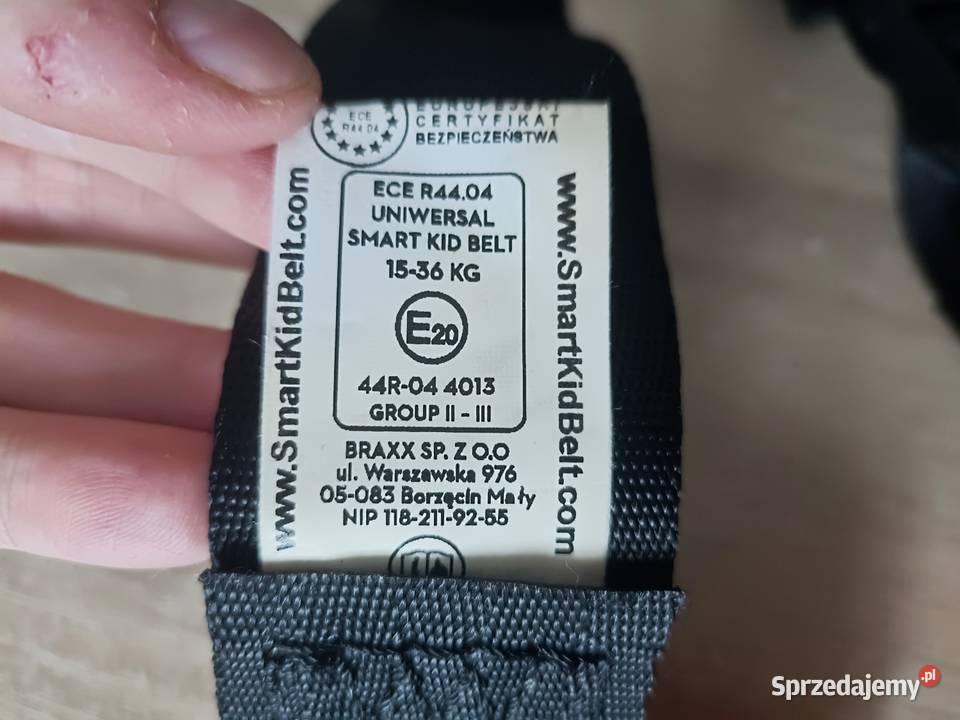 ECE
R44.04
EUROPEJSKI
CERTYFIKAT
BEZPIECZEŃSTWA
www.SmartKidBelt.com
ECE R44.04
UNIWERSAL
SMART KID BELT
15-36 KG
E20
44R-04 4013
GROUP II - III
www.SmartKidBelt.com
BRAXX SP. Z O.O
ul. Warszawska 976
05-083 Borzęcin Mały
NIP 118-211-92-55
Sprzedajemy.pl